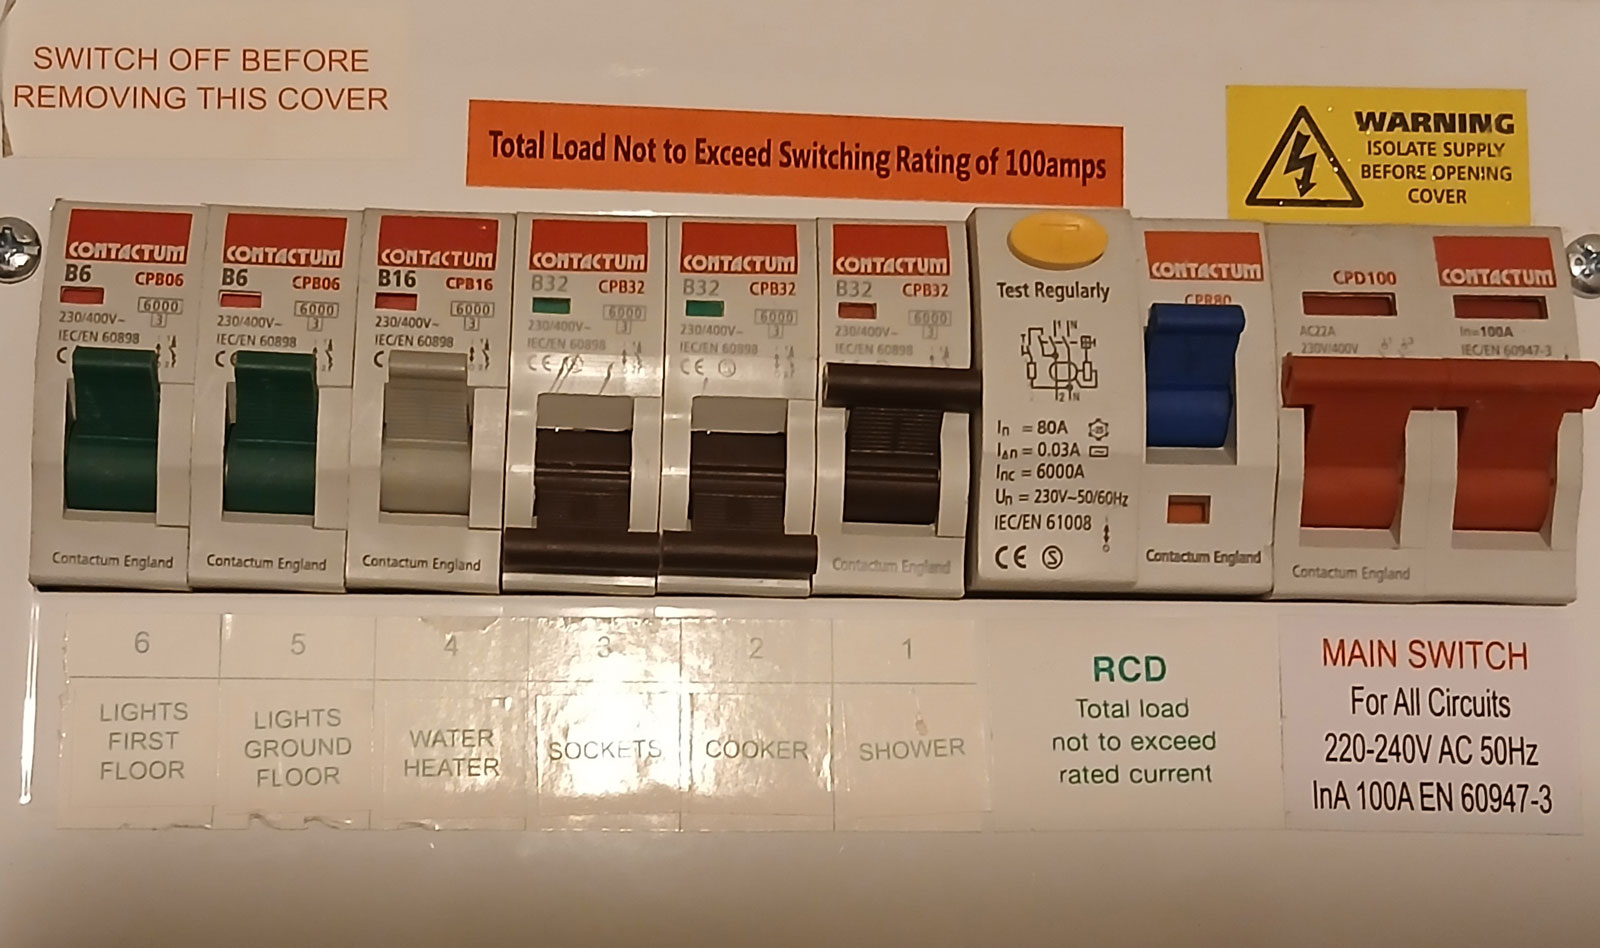 SWITCH OFF BEFORE
REMOVING THIS COVER
Total Load Not to Exceed Switching Rating of 100amps
WARNING
ISOLATE SUPPLY
BEFORE OPENING
COVER
CONTACTUM
B6 CPB06
6000
3
230/400V~
IEC/EN 60898
Contactum England
CONTACTUM
B6 CPB06
6000
3
230/400V~
IEC/EN 60898
Contactum England
CONTACTUM
B16 CPB16
6000
3
230/400V~
IEC/EN 60898
Contactum England
CONTACTUM
B32 CPB32
6000
3
230/400V~
IEC/EN 60898
CE
CONTACTUM
B32 CPB32
6000
3
230/400V~
IEC/EN 60898
CE S
CONTACTUM
B32 CPB32
6000
3
230/400V~
IEC/EN 60898
Contactum England
T
Test Regularly
1 N
2 N
In = 80A
IΔn = 0.03A
Inc = 6000A
Un = 230V~50/60Hz
IEC/EN 61008
CE S
CONTACTUM
CPR80
Contactum England
CPD100
AC22A
230V/400V
CONTACTUM
In=100A
IEC/EN 60947-3
Contactum England
6 5 4 3 2 1
LIGHTS
FIRST
FLOOR
LIGHTS
GROUND
FLOOR
WATER
HEATER
SOCKETS
COOKER
SHOWER
RCD
Total load
not to exceed
rated current
MAIN SWITCH
For All Circuits
220-240V AC 50Hz
InA 100A EN 60947-3